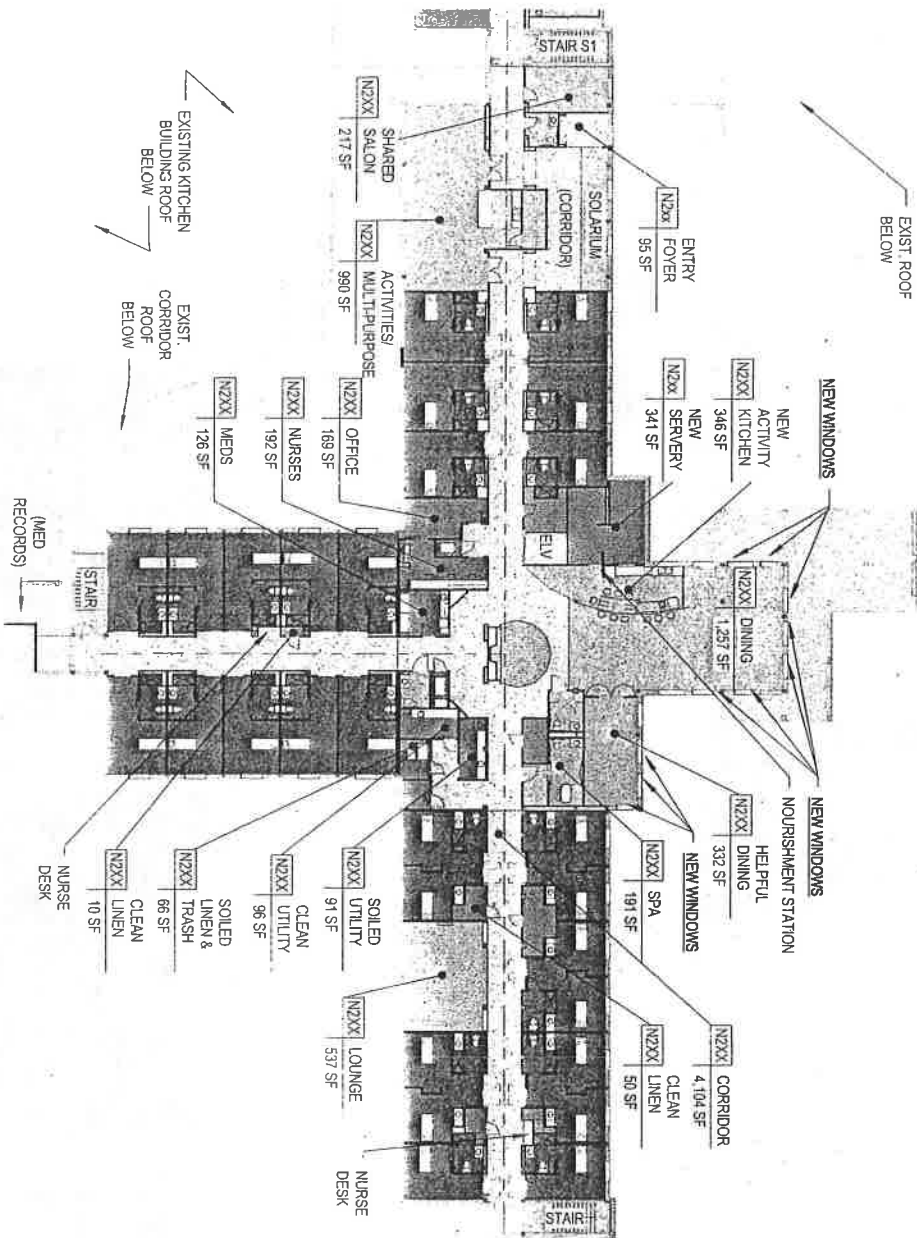 STAIR S1
EXIST. ROOF
BELOW
N2XX
SHARED
SALON
217 SF
N2xx
ENTRY
FOYER
95 SF
SOLARIUM
(CORRIDOR)
EXISTING KITCHEN
BUILDING ROOF
BELOW
EXIST.
CORRIDOR
ROOF
BELOW
N2XX
ACTIVITIES/
MULTI-PURPOSE
990 SF
N2XX
OFFICE
169 SF
N2XX
NURSES
192 SF
N2XX
MEDS
126 SF
N2xx
NEW
SERVERY
341 SF
N2XX
NEW
ACTIVITY
KITCHEN
346 SF
NEW WINDOWS
ELV
N2XX
DINING
1,257 SF
(MED
RECORDS)
STAIR
NEW WINDOWS
NOURISHMENT STATION
N2XX
HELPFUL
DINING
332 SF
NEW WINDOWS
N2XX
SPA
191 SF
N2XX
CORRIDOR
4,104 SF
N2XX
CLEAN
LINEN
50 SF
NURSE
DESK
N2XX
CLEAN
LINEN
10 SF
N2XX
SOILED
LINEN &
TRASH
66 SF
N2XX
CLEAN
UTILITY
96 SF
N2XX
SOILED
UTILITY
91 SF
N2XX
LOUNGE
537 SF
NURSE
DESK
STAIR